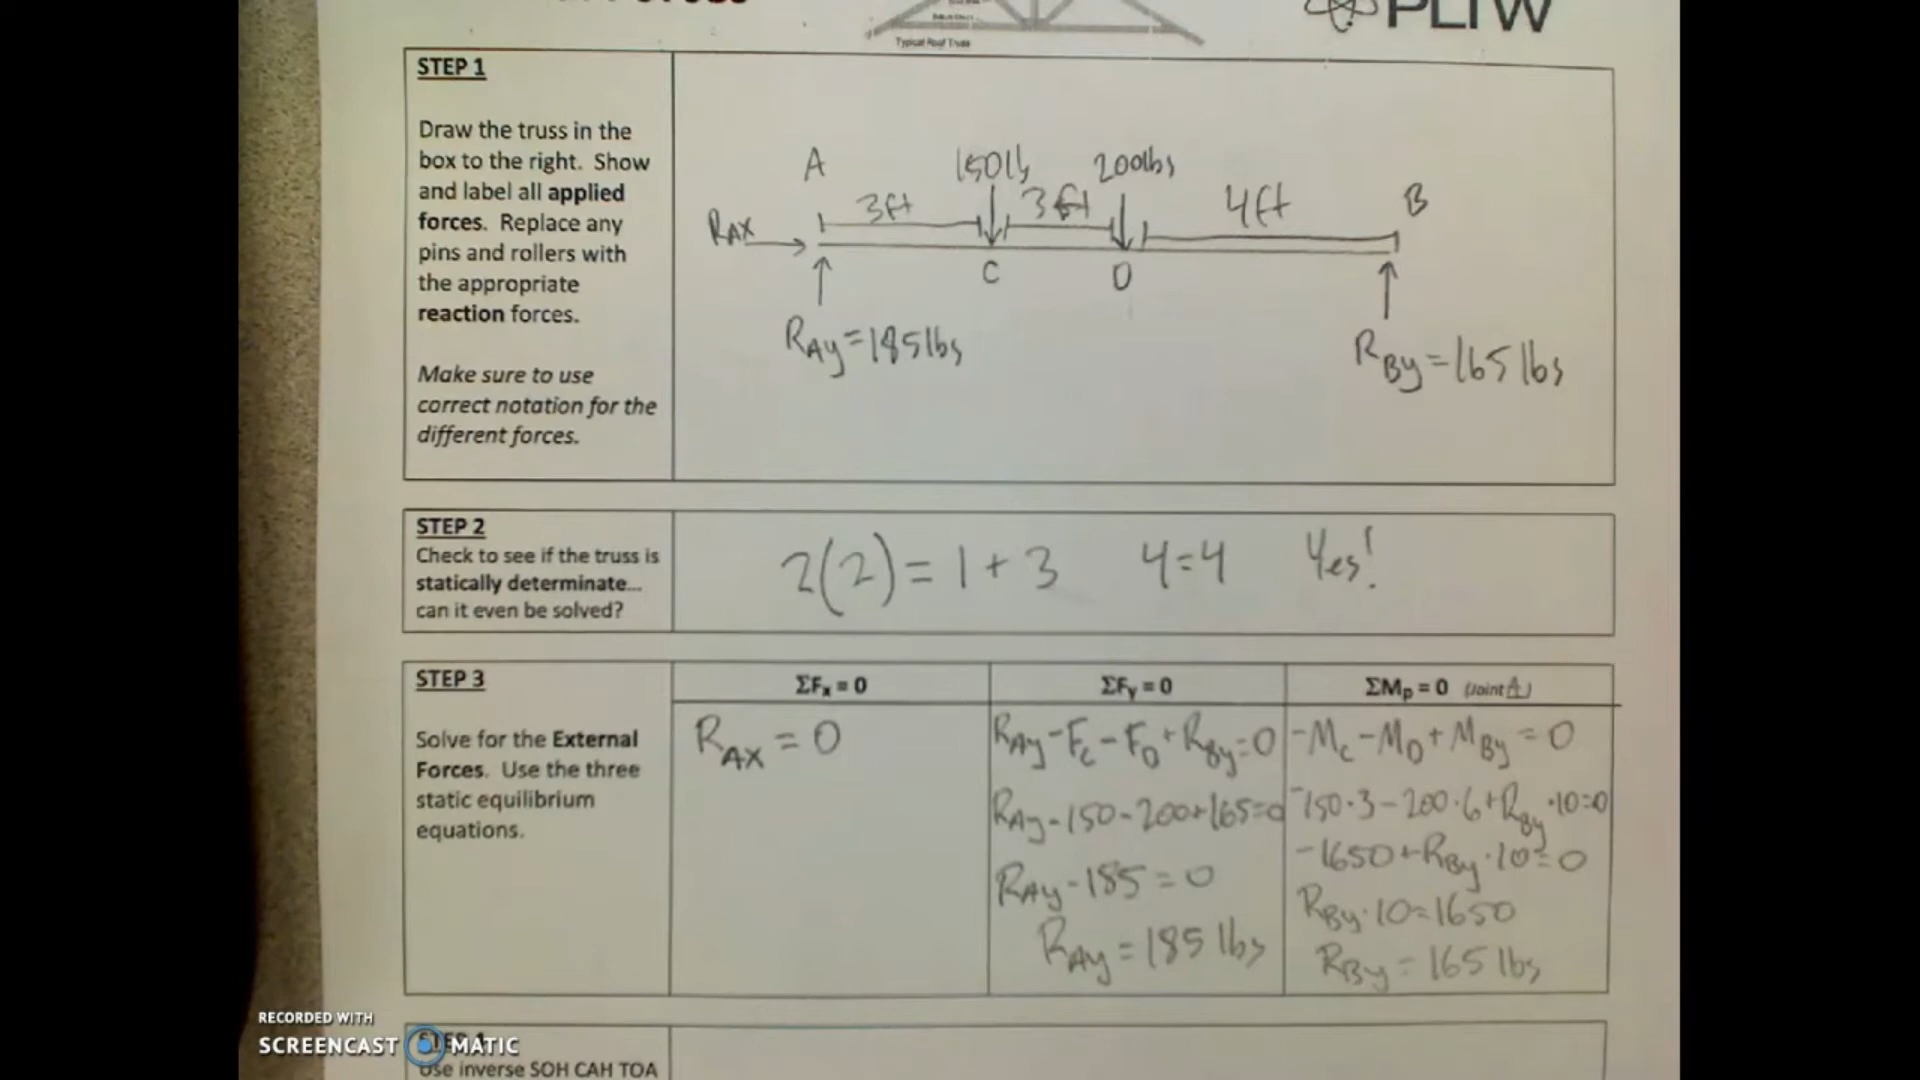 PLTW
Typical Roof Truss
STEP 1
Draw the truss in the
box to the right. Show
and label all applied
forces. Replace any
pins and rollers with
the appropriate
reaction forces.
Make sure to use
correct notation for the
different forces.
A 150lb 200lbs B
3ft 3ft 4ft
RAX
C D
RAy=185lbs
RBy=165 lbs
STEP 2
Check to see if the truss is
statically determinate...
can it even be solved?
2(2) = 1 + 3 4=4 Yes!
STEP 3
Solve for the External
Forces. Use the three
static equilibrium
equations.
ΣFx = 0
RAX = 0
ΣFy = 0
RAy-FC-FD+RBy=0
RAy-150-200+165=0
RAy-185=0
RAy=185 lbs
ΣMp = 0 (Joint A)
-MC-MD+MBy=0
-150·3-200·6+RBy·10=0
-1650+RBy·10=0
RBy·10=1650
RBy=165 lbs
Use inverse SOH CAH TOA
RECORDED WITH
SCREENCAST MATIC